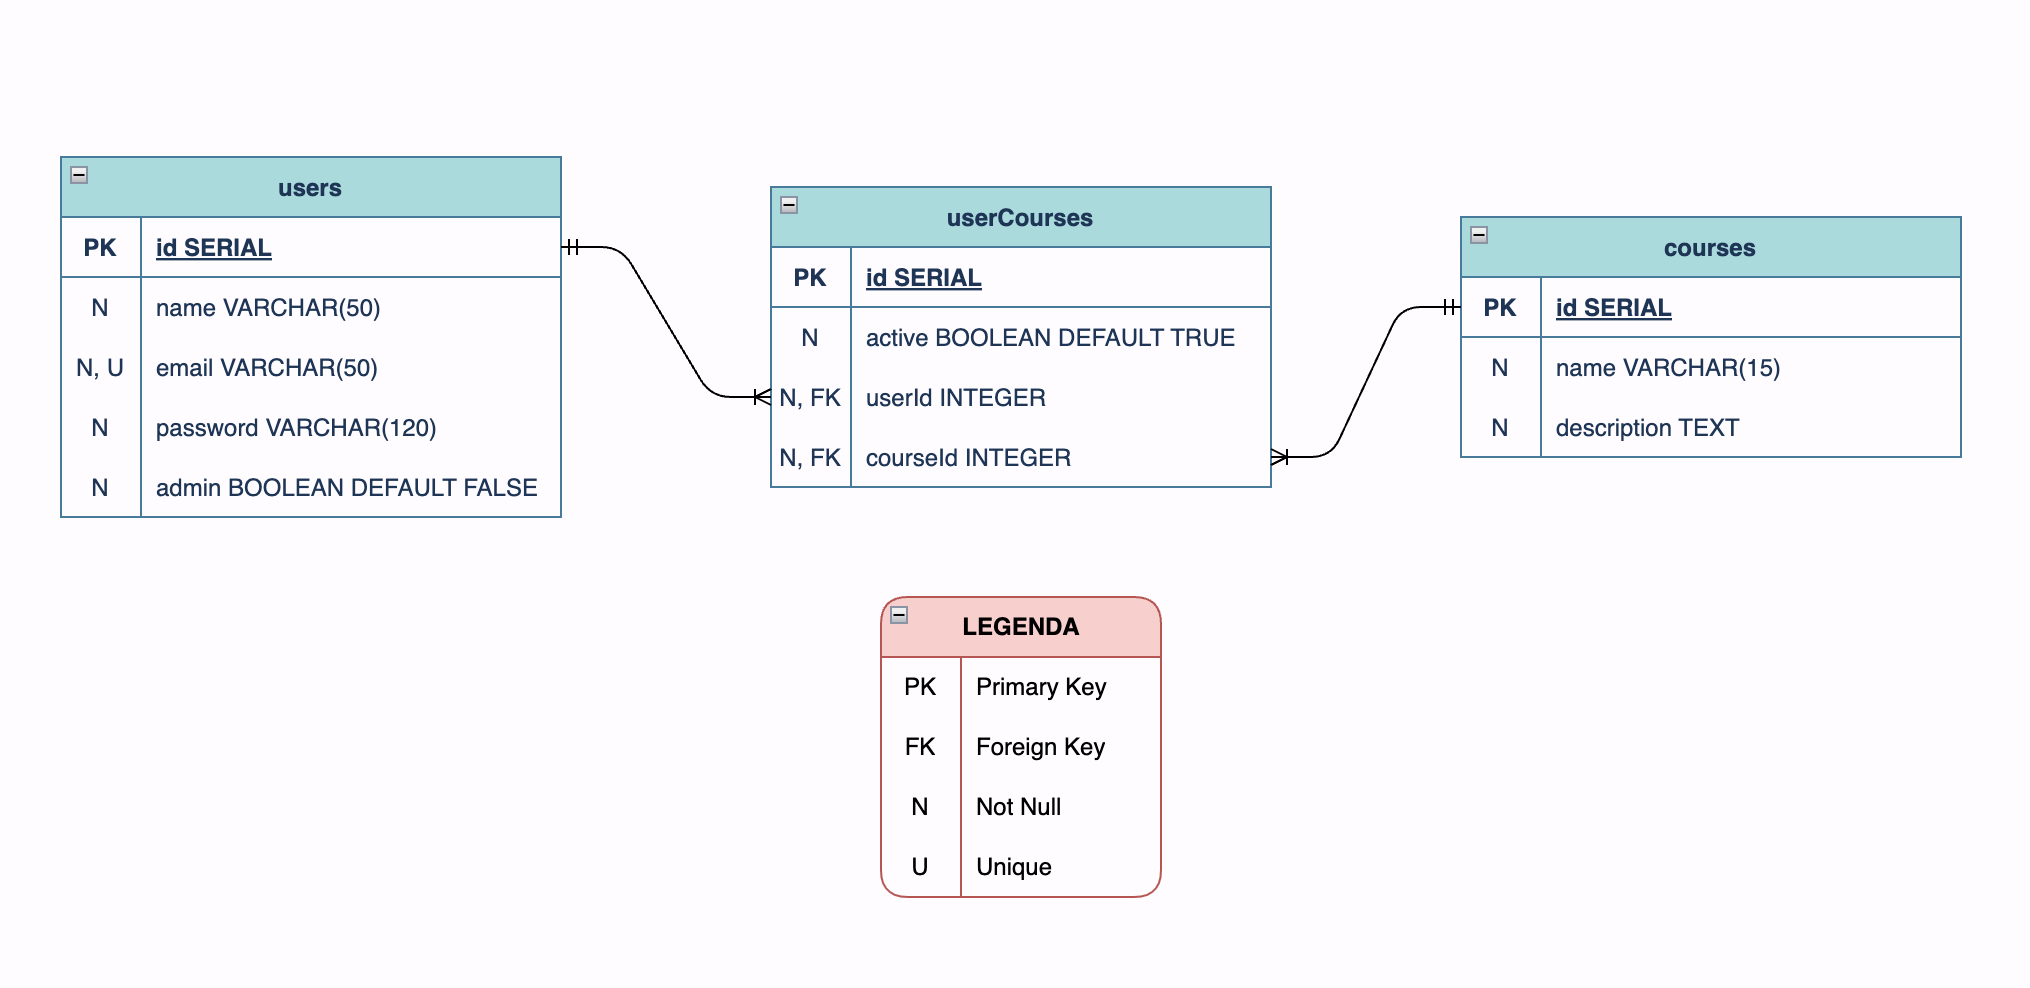 users
PK id SERIAL
N name VARCHAR(50)
N, U email VARCHAR(50)
N password VARCHAR(120)
N admin BOOLEAN DEFAULT FALSE
userCourses
PK id SERIAL
N active BOOLEAN DEFAULT TRUE
N, FK userId INTEGER
N, FK courseId INTEGER
courses
PK id SERIAL
N name VARCHAR(15)
N description TEXT
LEGENDA
PK Primary Key
FK Foreign Key
N Not Null
U Unique